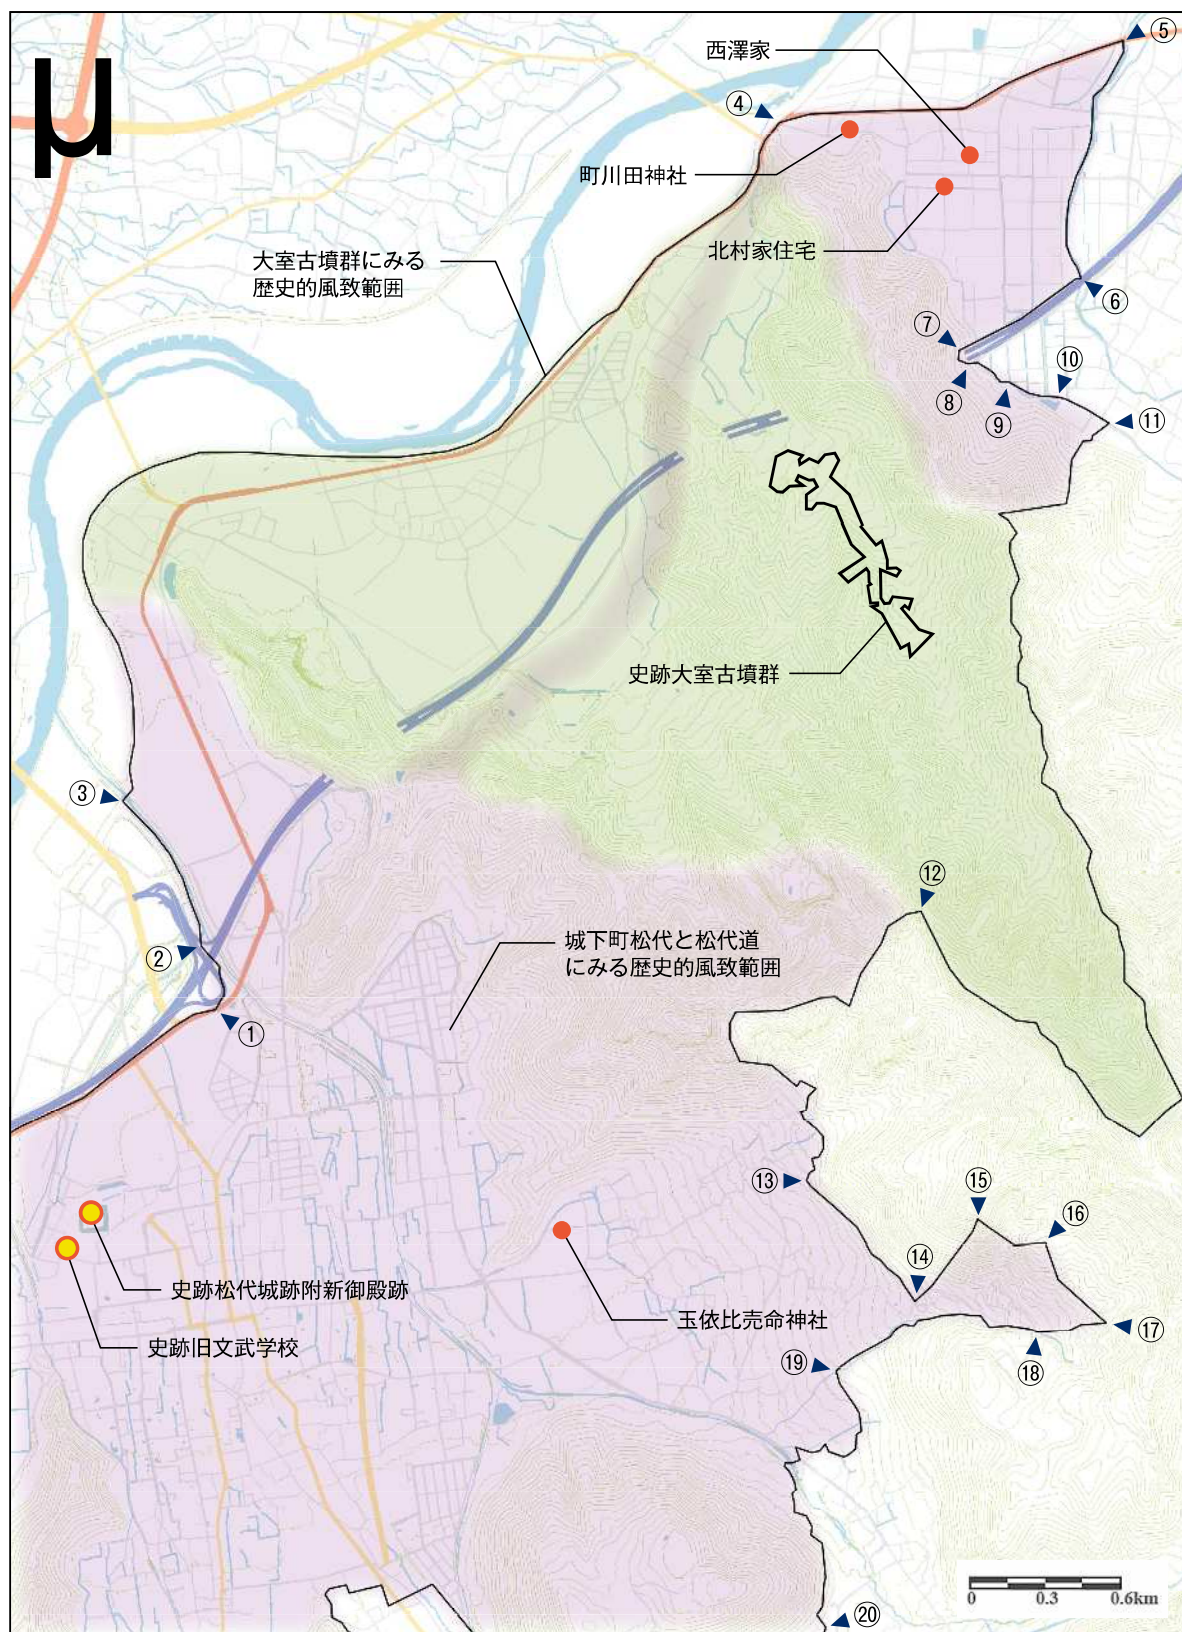 μ
⑤
西澤家
④
町川田神社
北村家住宅
大室古墳群にみる
歴史的風致範囲
⑥
⑦
⑩
⑧
⑨
⑪
史跡大室古墳群
③
⑫
城下町松代と松代道
にみる歴史的風致範囲
②
①
⑬
⑮
⑯
⑭
史跡松代城跡附新御殿跡
玉依比売命神社
⑰
史跡旧文武学校
⑲
⑱
0 0.3 0.6km
⑳